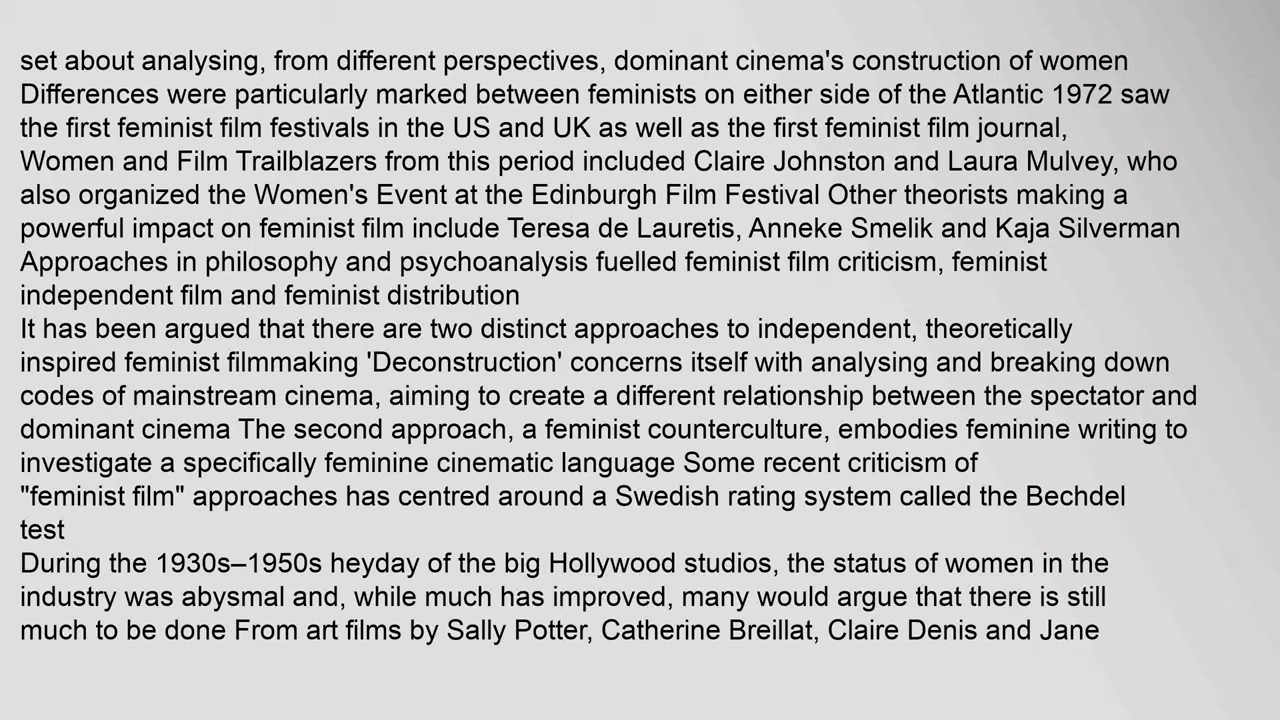 set about analysing, from different perspectives, dominant cinema's construction of women
Differences were particularly marked between feminists on either side of the Atlantic 1972 saw
the first feminist film festivals in the US and UK as well as the first feminist film journal,
Women and Film Trailblazers from this period included Claire Johnston and Laura Mulvey, who
also organized the Women's Event at the Edinburgh Film Festival Other theorists making a
powerful impact on feminist film include Teresa de Lauretis, Anneke Smelik and Kaja Silverman
Approaches in philosophy and psychoanalysis fuelled feminist film criticism, feminist
independent film and feminist distribution
It has been argued that there are two distinct approaches to independent, theoretically
inspired feminist filmmaking 'Deconstruction' concerns itself with analysing and breaking down
codes of mainstream cinema, aiming to create a different relationship between the spectator and
dominant cinema The second approach, a feminist counterculture, embodies feminine writing to
investigate a specifically feminine cinematic language Some recent criticism of
"feminist film" approaches has centred around a Swedish rating system called the Bechdel
test
During the 1930s–1950s heyday of the big Hollywood studios, the status of women in the
industry was abysmal and, while much has improved, many would argue that there is still
much to be done From art films by Sally Potter, Catherine Breillat, Claire Denis and Jane